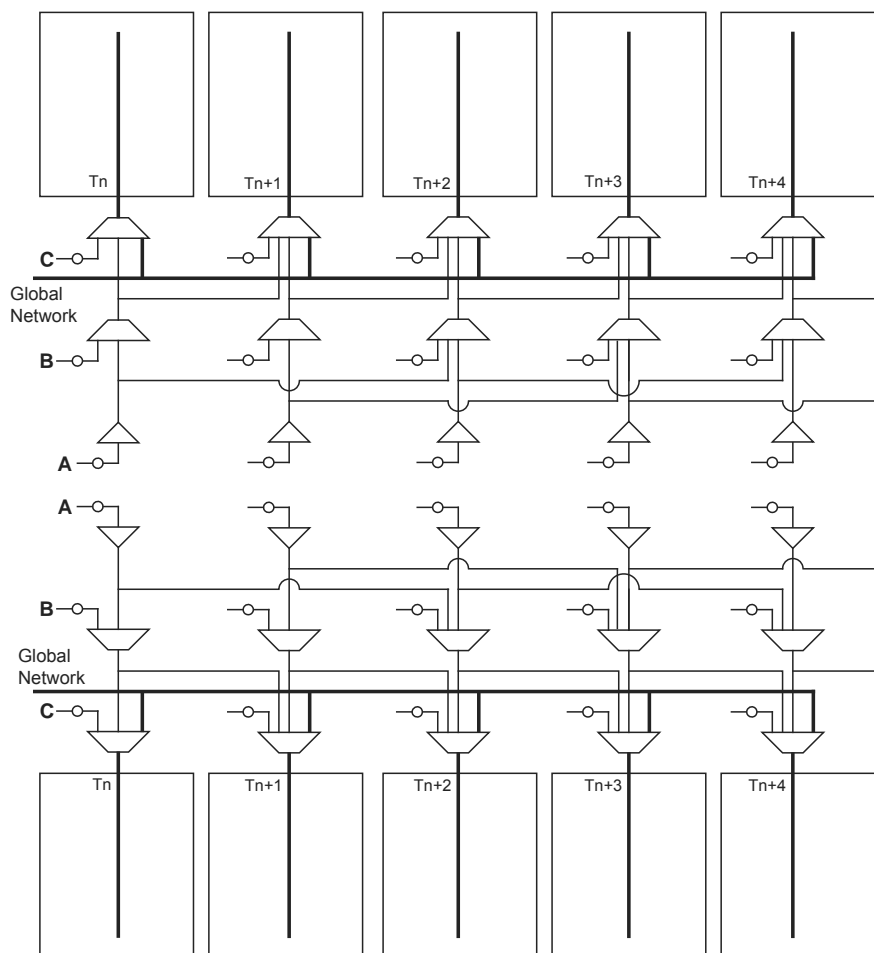 Tn
Tn+1
Tn+2
Tn+3
Tn+4
C
Global
Network
B
A
A
B
Global
Network
C
Tn
Tn+1
Tn+2
Tn+3
Tn+4